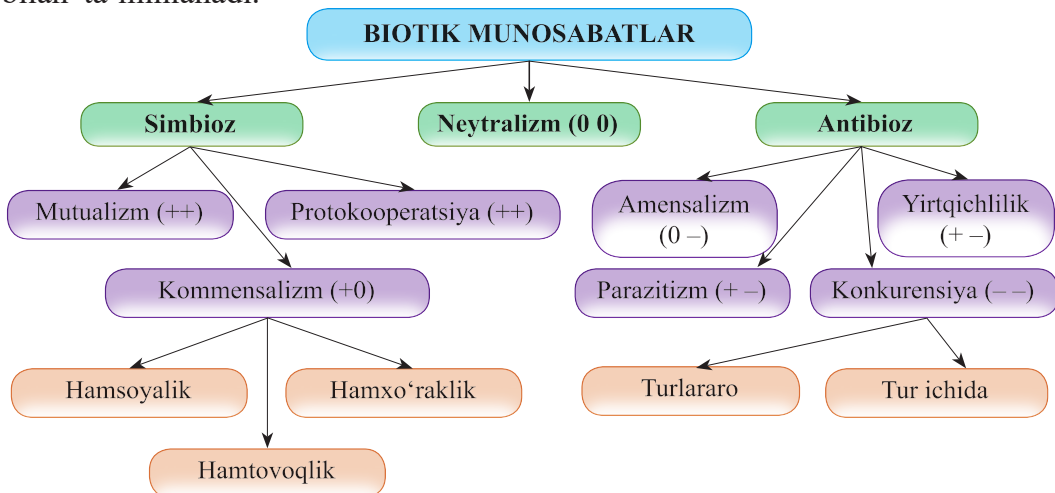 BIOTIK MUNOSABATLAR
Simbioz
Neytralizm (0 0)
Antibioz
Mutualizm (++)
Protokooperatsiya (++)
Amensalizm
(0 –)
Yirtqichlilik
(+ –)
Kommensalizm (+0)
Parazitizm (+ –)
Konkurensiya (– –)
Hamsoyalik
Hamxo‘raklik
Turlararo
Tur ichida
Hamtovoqlik